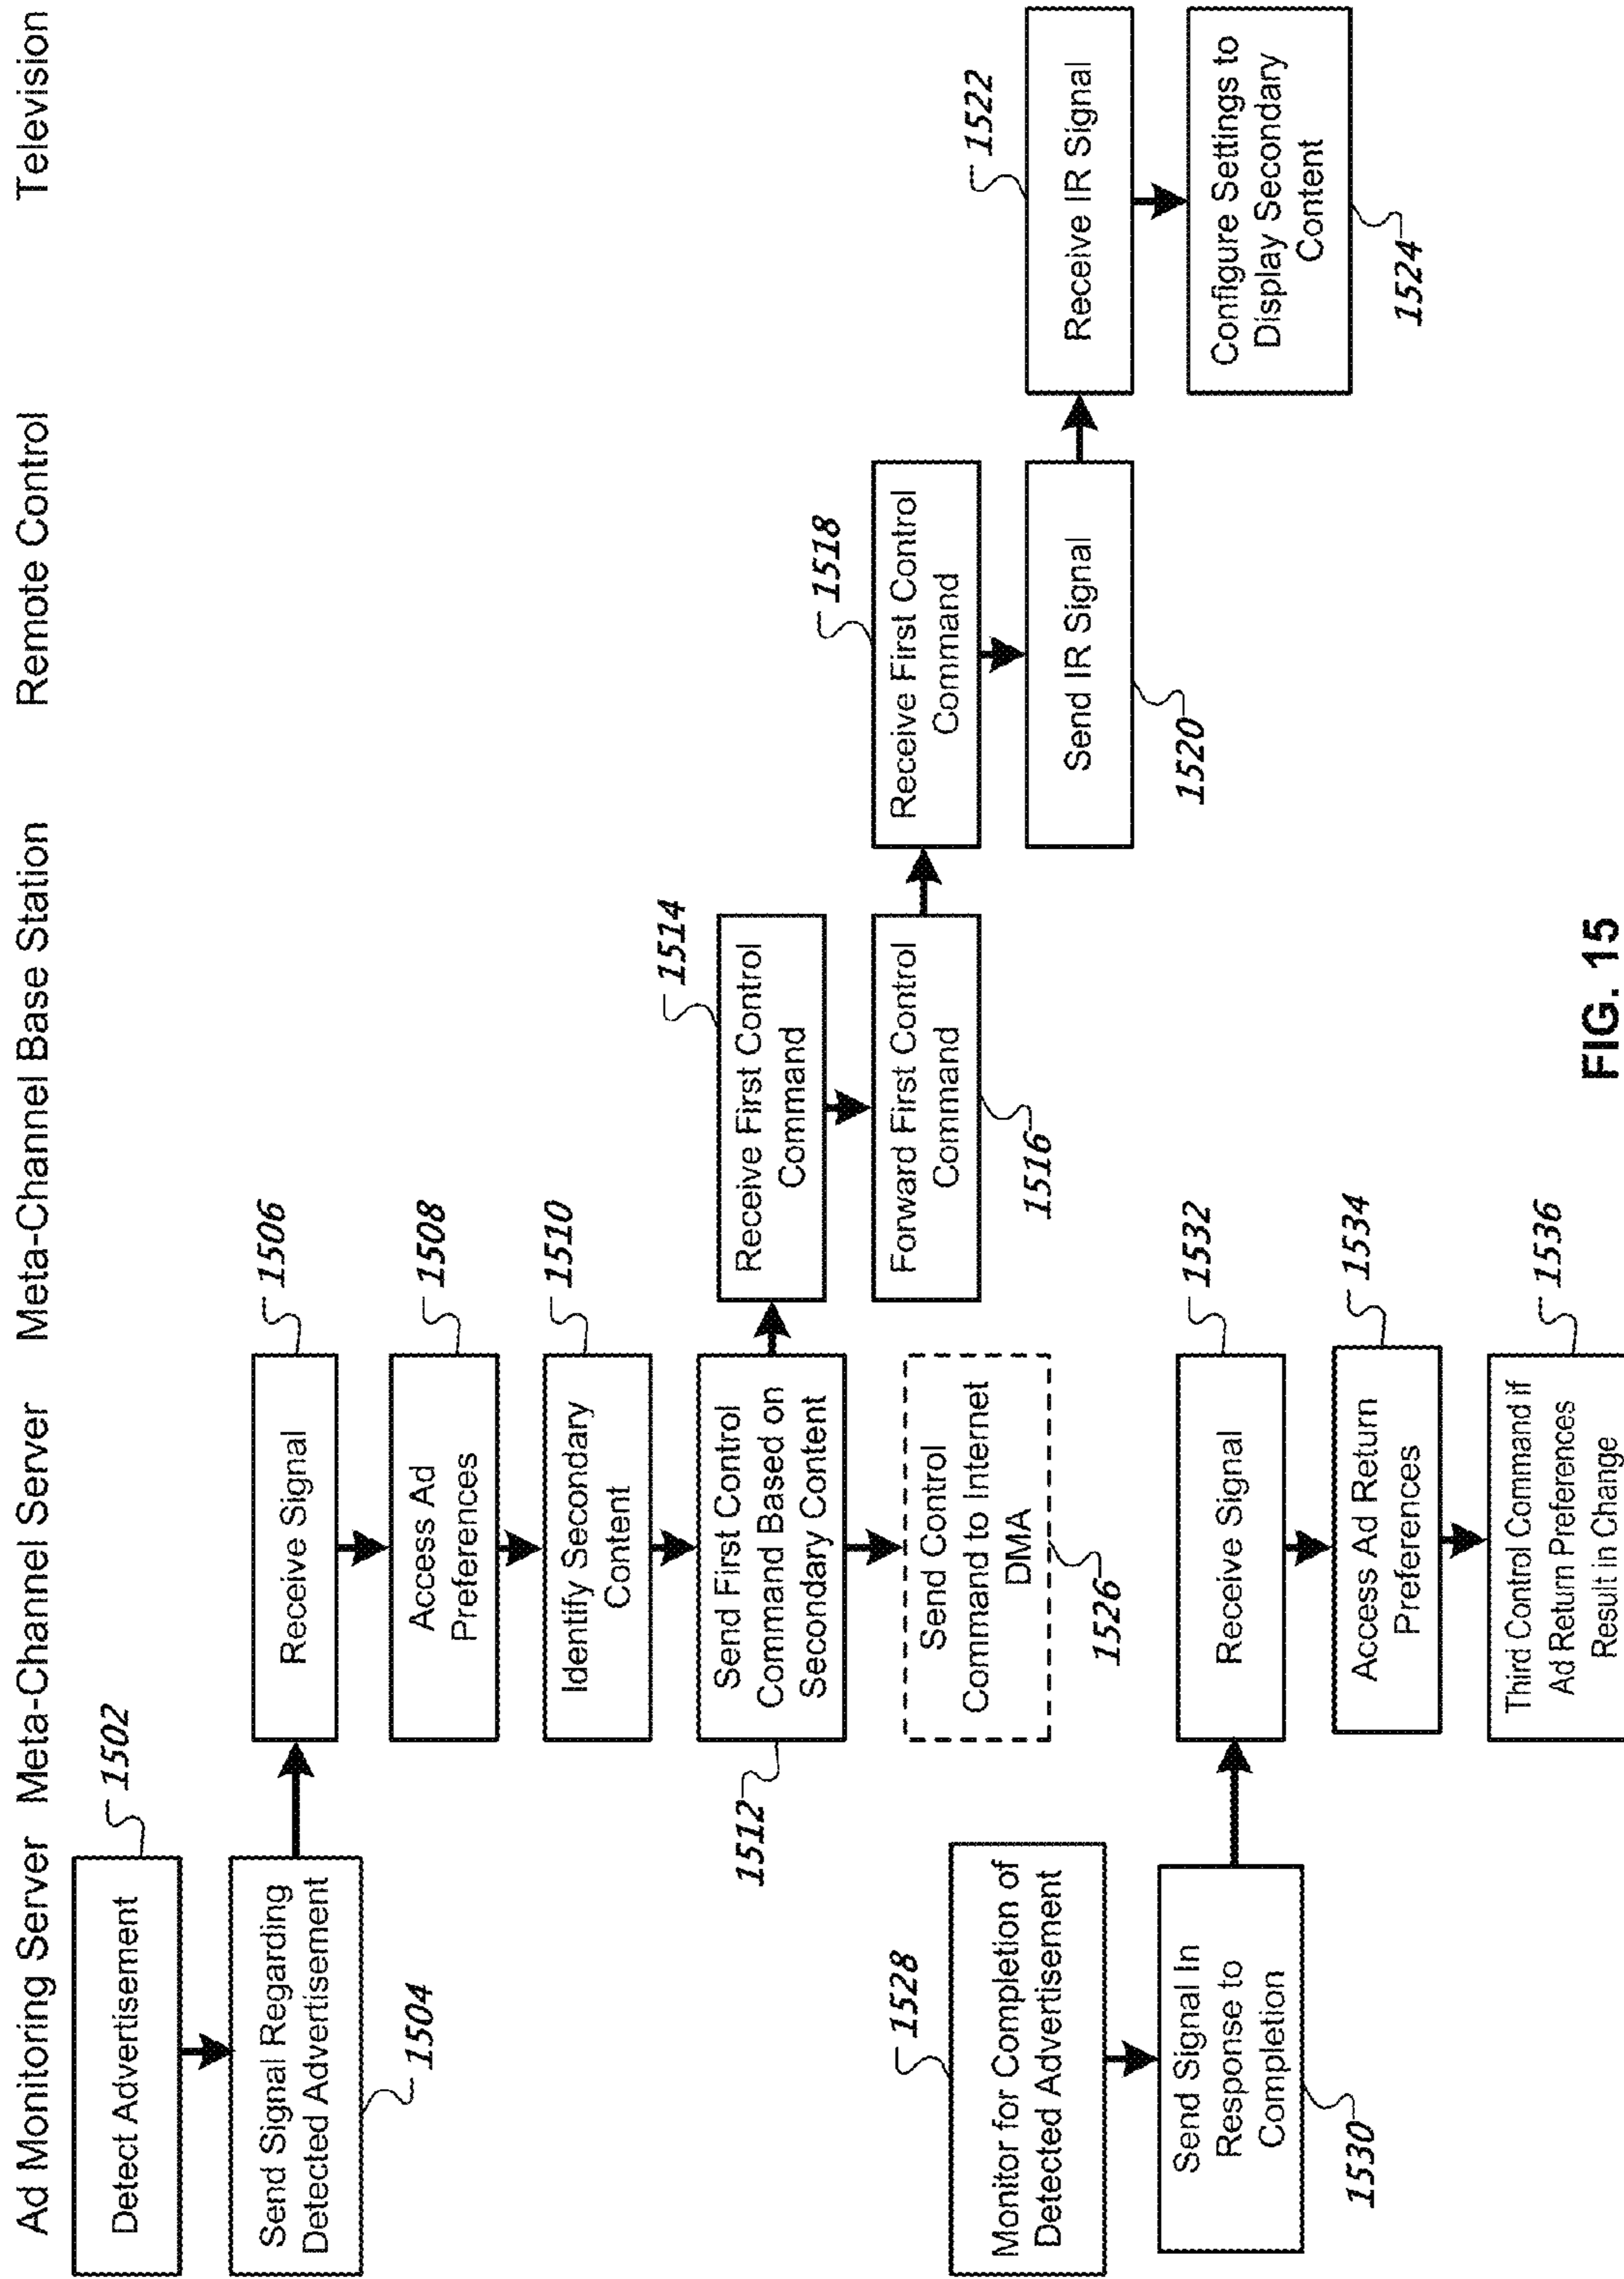 Ad Monitoring Server
Meta-Channel Server
Meta-Channel Base Station
Remote Control
Television
Detect Advertisement
1502
Send Signal Regarding
Detected Advertisement
1504
Receive Signal
1506
Access Ad
Preferences
1508
Identify Secondary
Content
1510
Send First Control
Command Based on
Secondary Content
1512
Receive First Control
Command
1514
Forward First Control
Command
1516
Receive First Control
Command
1518
Send IR Signal
1520
Receive IR Signal
1522
Configure Settings to
Display Secondary
Content
1524
Send Control
Command to Internet
DMA
1526
Monitor for Completion of
Detected Advertisement
1528
Send Signal In
Response to
Completion
1530
Receive Signal
1532
Access Ad Return
Preferences
1534
Third Control Command if
Ad Return Preferences
Result in Change
1536
FIG. 15